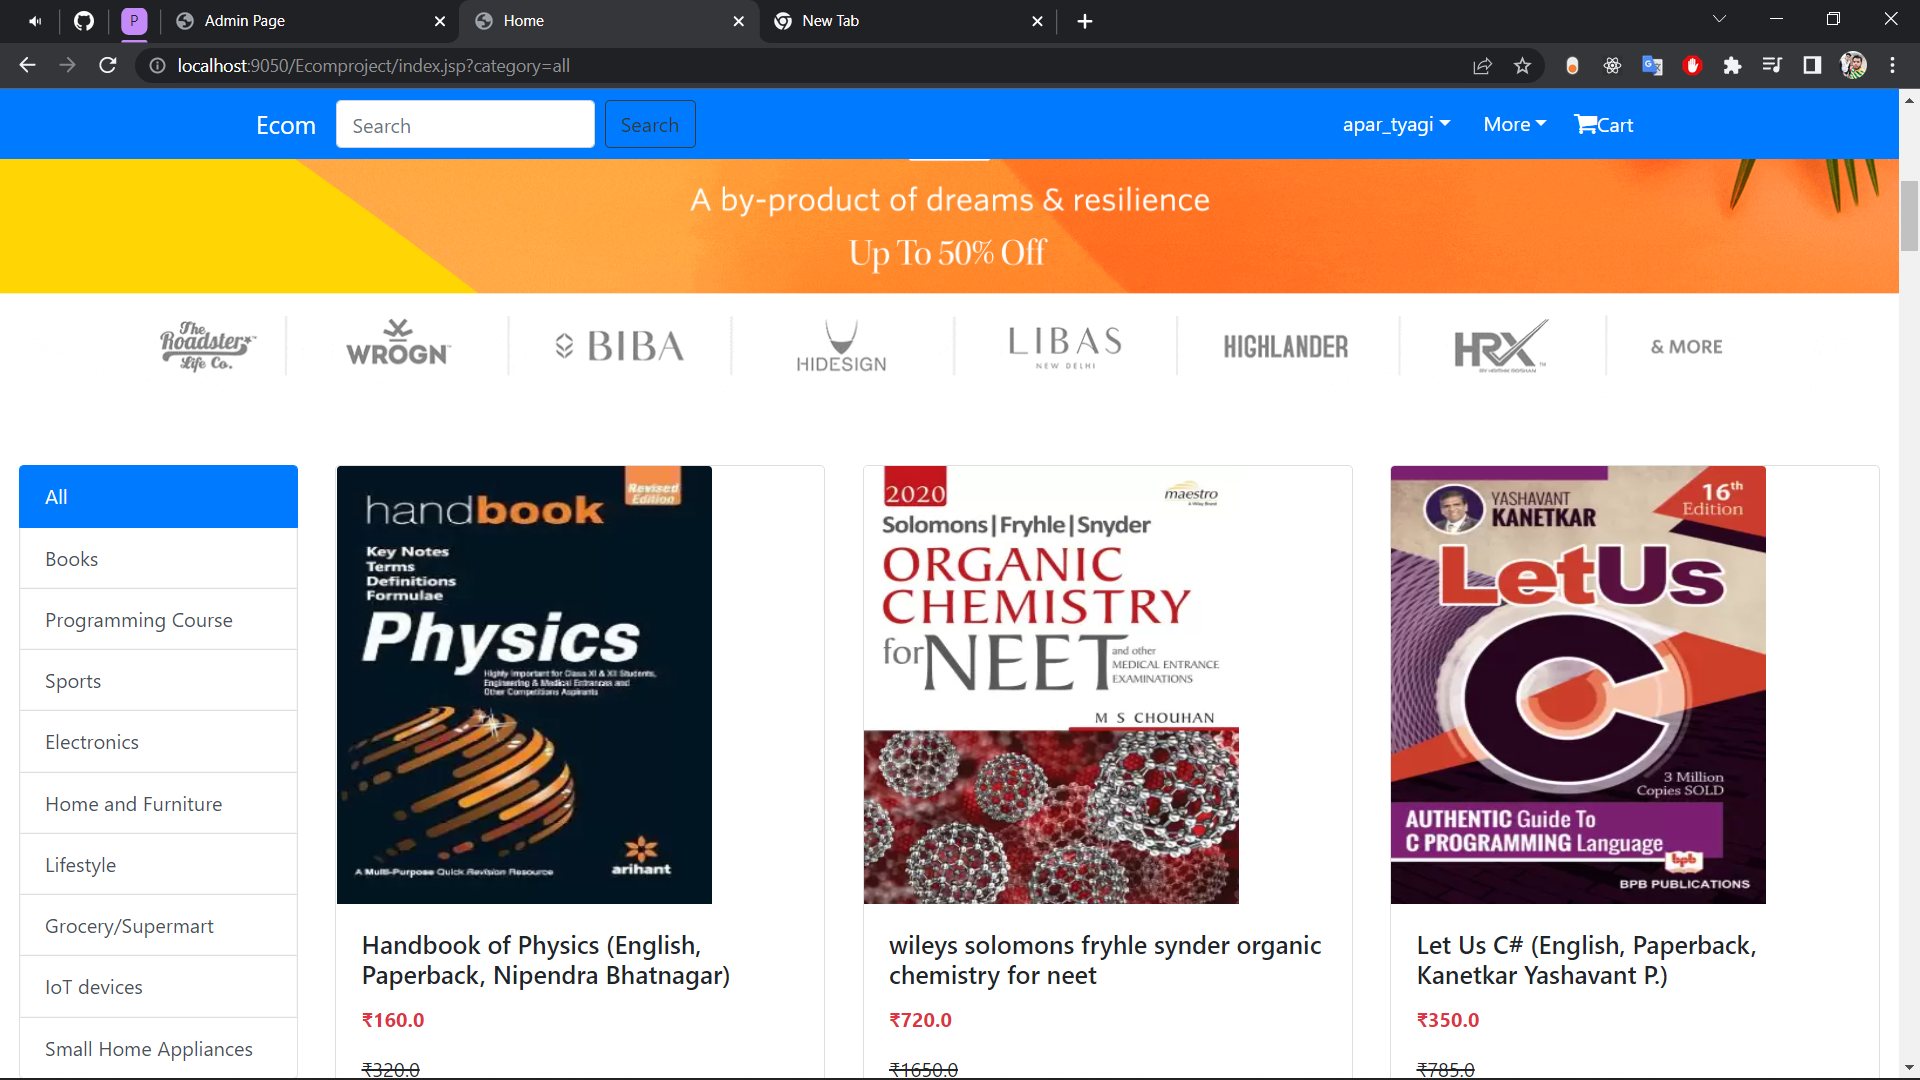 P
Admin Page
Home
New Tab
localhost:9050/Ecomproject/index.jsp?category=all
Ecom
Search
Search
apar_tyagi
More
Cart
A by-product of dreams & resilience
Up To 50% Off
The Roadster Life Co.
WROGN
BIBA
HIDESIGN
LIBAS
NEW DELHI
HIGHLANDER
HRX
BY HRITHIK ROSHAN
& MORE
All
Books
Programming Course
Sports
Electronics
Home and Furniture
Lifestyle
Grocery/Supermart
IoT devices
Small Home Appliances
Revised
Edition
handbook
Key Notes
Terms
Definitions
Formulae
Physics
Highly Important for Class XI & XII Students,
Engineering & Medical Entrances and
Other Competitions Aspirants
A Multi-Purpose Quick Revision Resource
arihant
Handbook of Physics (English,
Paperback, Nipendra Bhatnagar)
₹160.0
₹320.0
2020
maestro
Solomons|Fryhle|Snyder
ORGANIC
CHEMISTRY
for NEET
and other
MEDICAL ENTRANCE
EXAMINATIONS
M S CHOUHAN
wileys solomons fryhle synder organic
chemistry for neet
₹720.0
₹1650.0
YASHAVANT
KANETKAR
16th
Edition
LetUs
C
3 Million
Copies SOLD
AUTHENTIC Guide To
C PROGRAMMING Language
bpb
BPB PUBLICATIONS
Let Us C# (English, Paperback,
Kanetkar Yashavant P.)
₹350.0
₹785.0